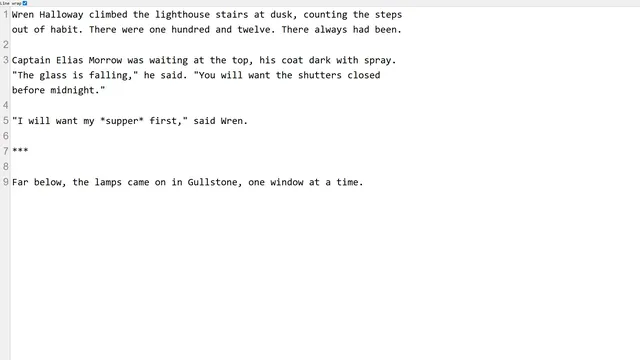 Line wrap
1 Wren Halloway climbed the lighthouse stairs at dusk, counting the steps
out of habit. There were one hundred and twelve. There always had been.
2
3 Captain Elias Morrow was waiting at the top, his coat dark with spray.
"The glass is falling," he said. "You will want the shutters closed
before midnight."
4
5 "I will want my *supper* first," said Wren.
6
7 ***
8
9 Far below, the lamps came on in Gullstone, one window at a time.